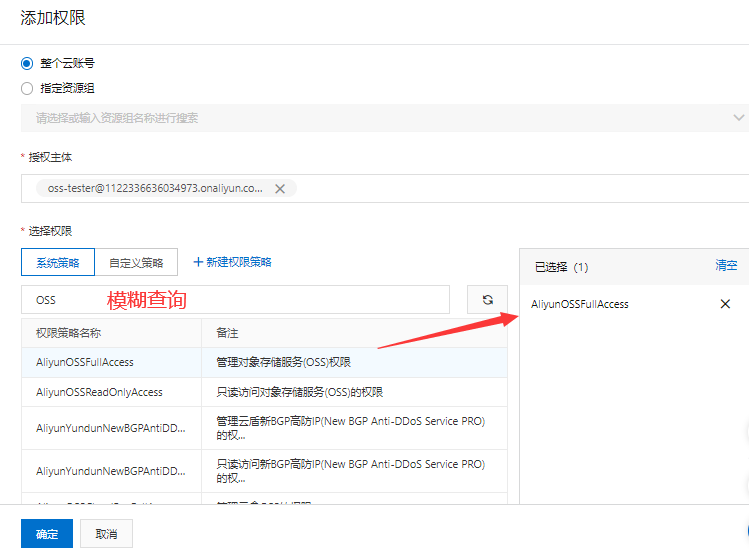 添加权限
整个云账号
指定资源组
请选择或输入资源组名称进行搜索
* 授权主体
oss-tester@1122336636034973.onaliyun.co...
* 选择权限
系统策略 自定义策略 +新建权限策略
OSS 模糊查询
权限策略名称 备注
AliyunOSSFullAccess 管理对象存储服务(OSS)权限
AliyunOSSReadOnlyAccess 只读访问对象存储服务(OSS)的权限
AliyunYundunNewBGPAntiDD... 管理云盾新BGP高防IP(New BGP Anti-DDoS Service PRO)
的权...
AliyunYundunNewBGPAntiDD... 只读访问新BGP高防IP(New BGP Anti-DDoS Service PRO)
的权...
已选择 (1) 清空
AliyunOSSFullAccess
确定 取消